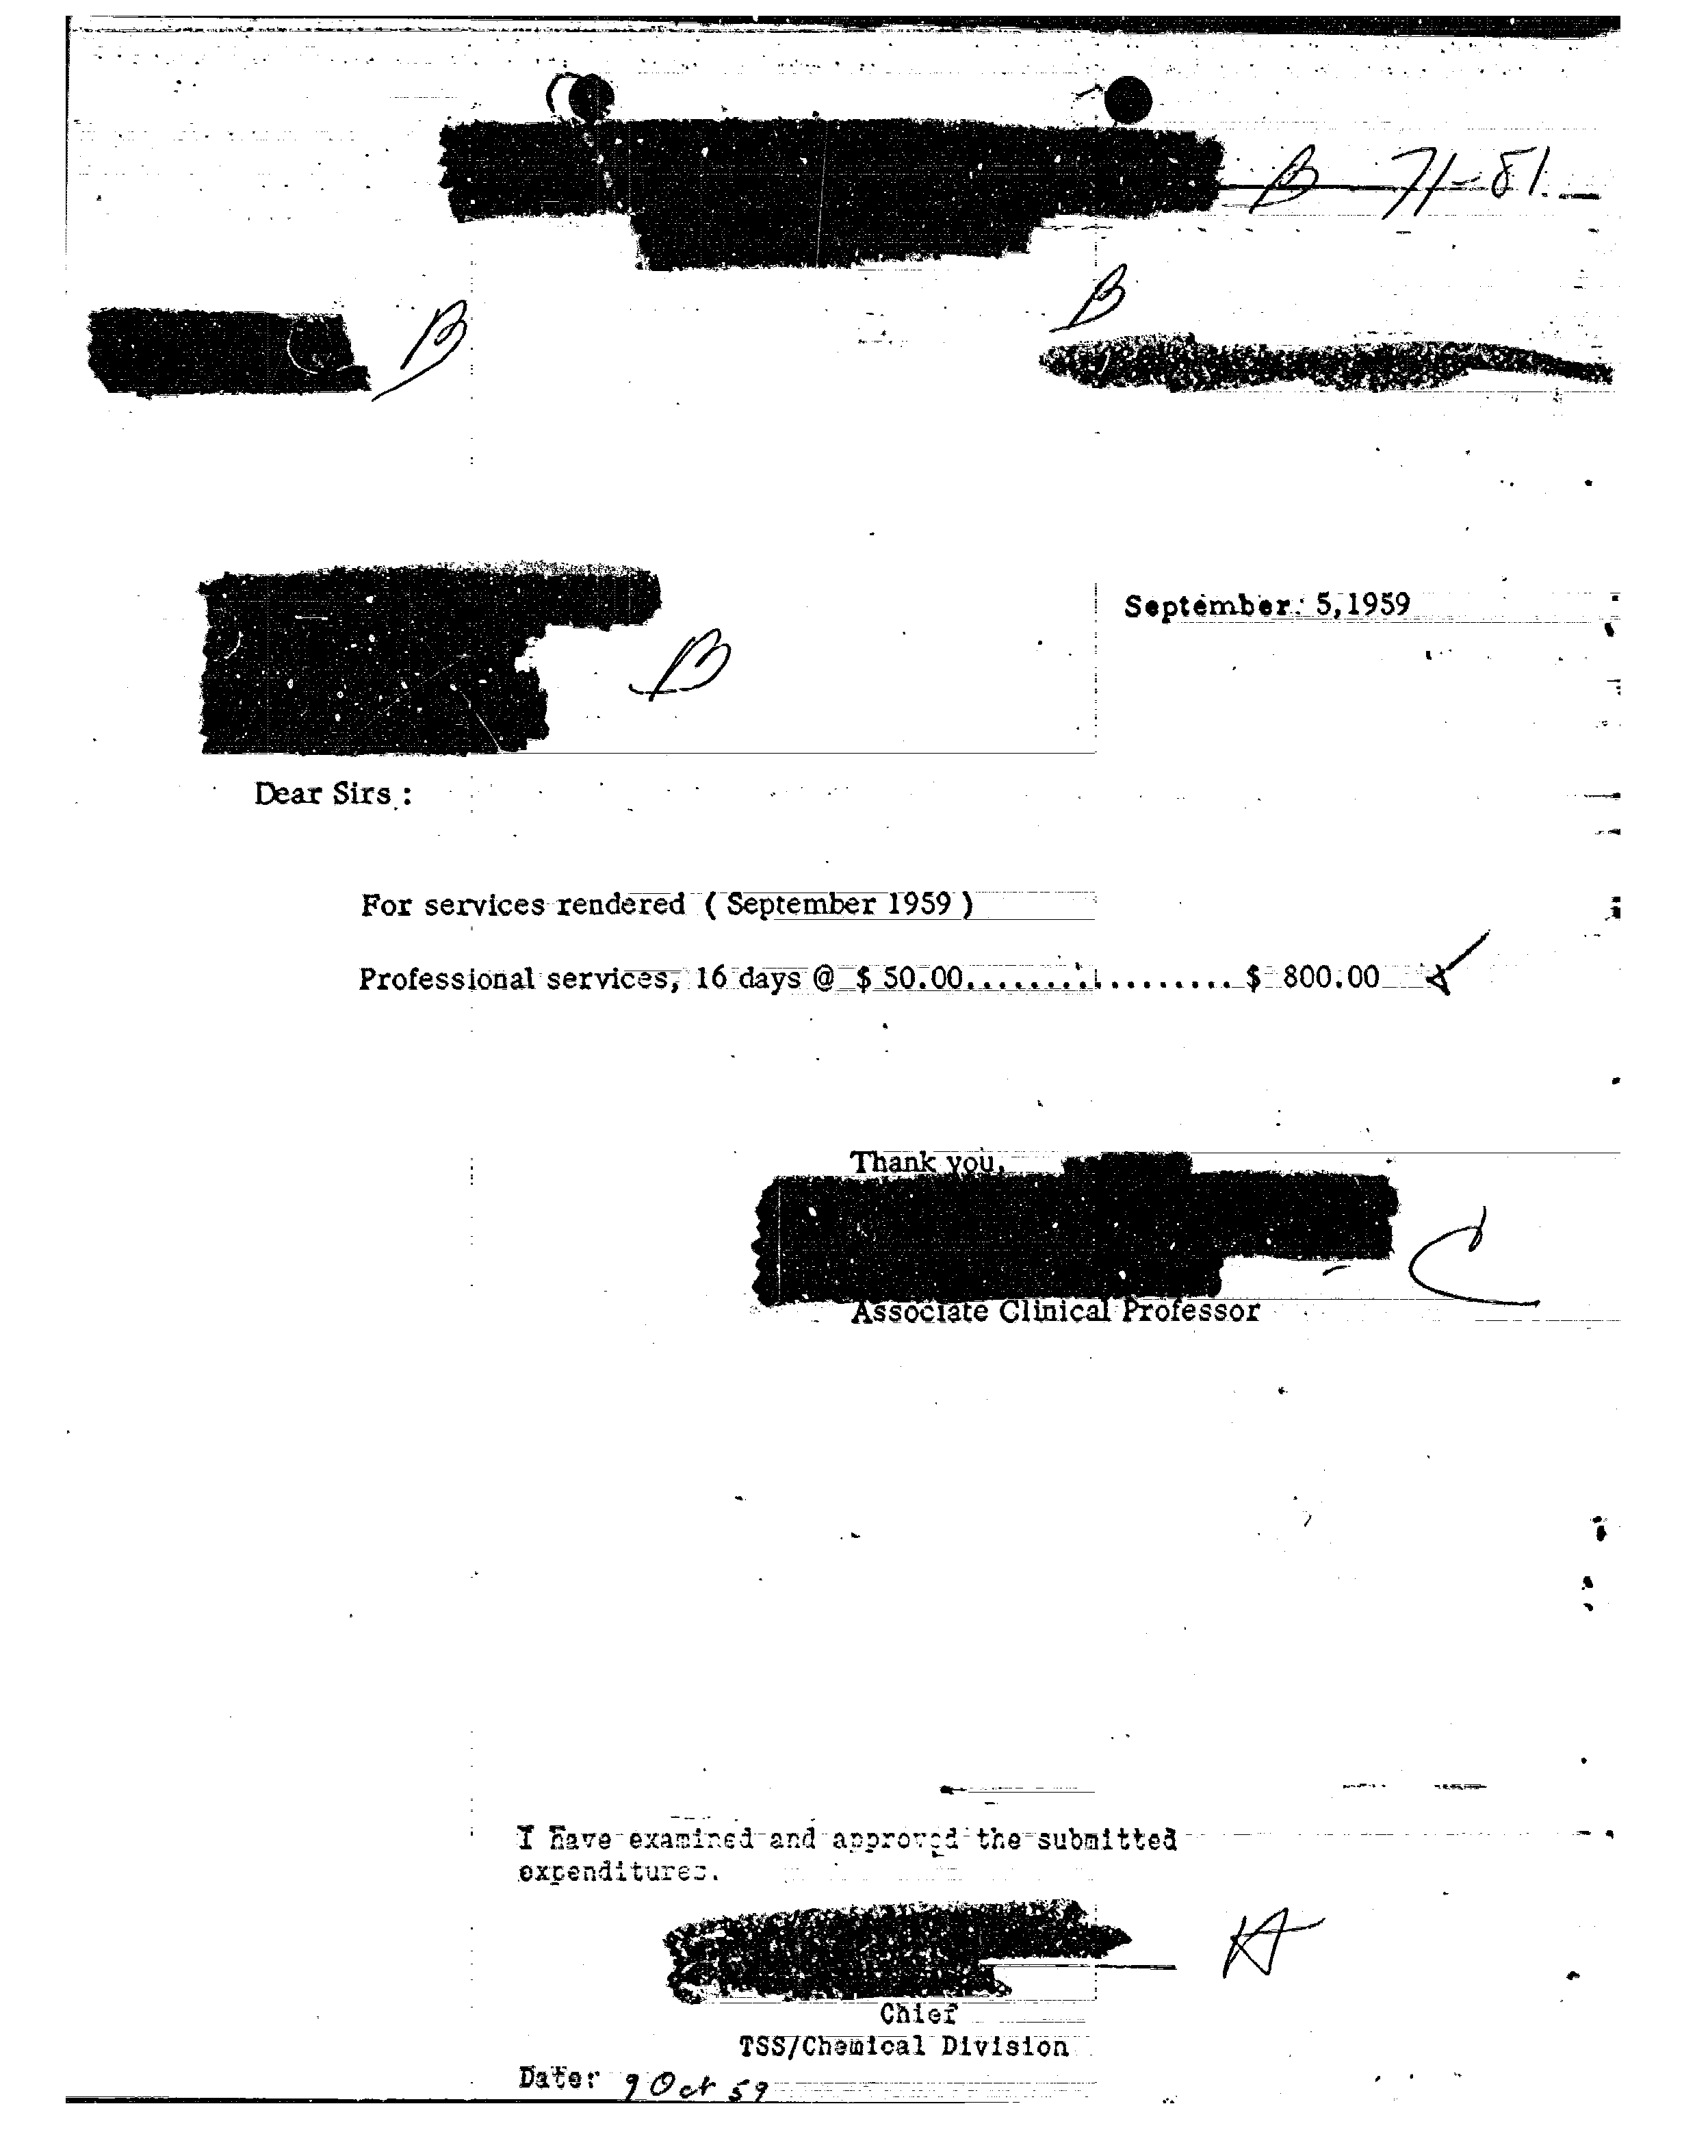 B 71-81
B
B
September 5, 1959
B
Dear Sirs :
For services rendered ( September 1959 )
Professional services, 16 days @ $ 50.00.....................$ 800.00
Thank you,
C
Associate Clinical Professor
I have examined and approved the submitted
expenditures.
A
Chief
TSS/Chemical Division
Date: 9 Oct 59